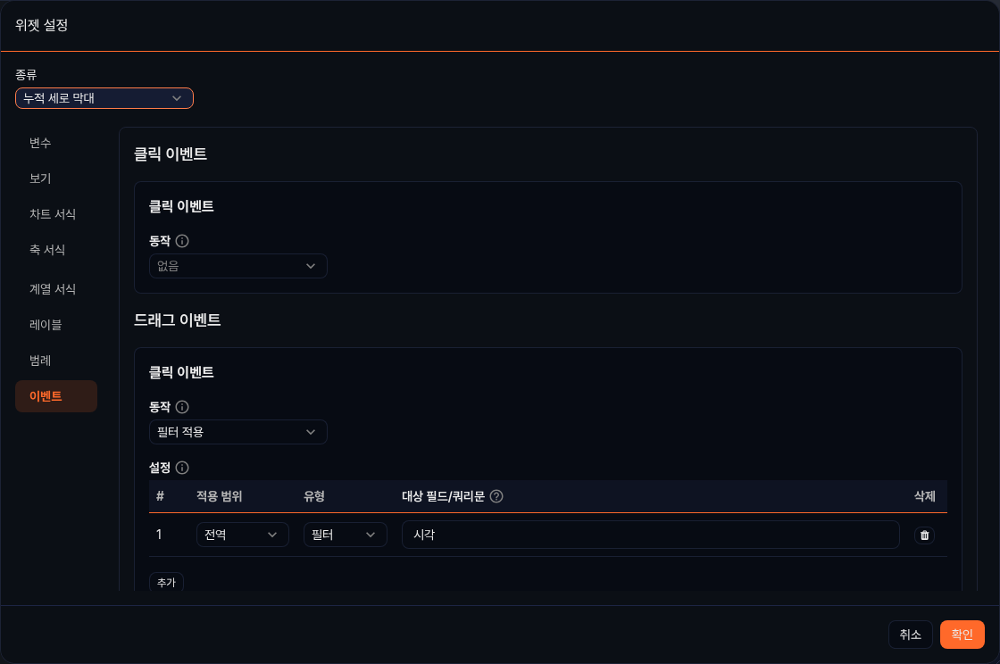 위젯 설정
종류
누적 세로 막대
변수
보기
차트 서식
축 서식
계열 서식
레이블
범례
이벤트
클릭 이벤트
클릭 이벤트
동작
없음
드래그 이벤트
클릭 이벤트
동작
필터 적용
설정
# 적용 범위 유형 대상 필드/쿼리문 삭제
1 전역 필터 시각
추가
취소 확인